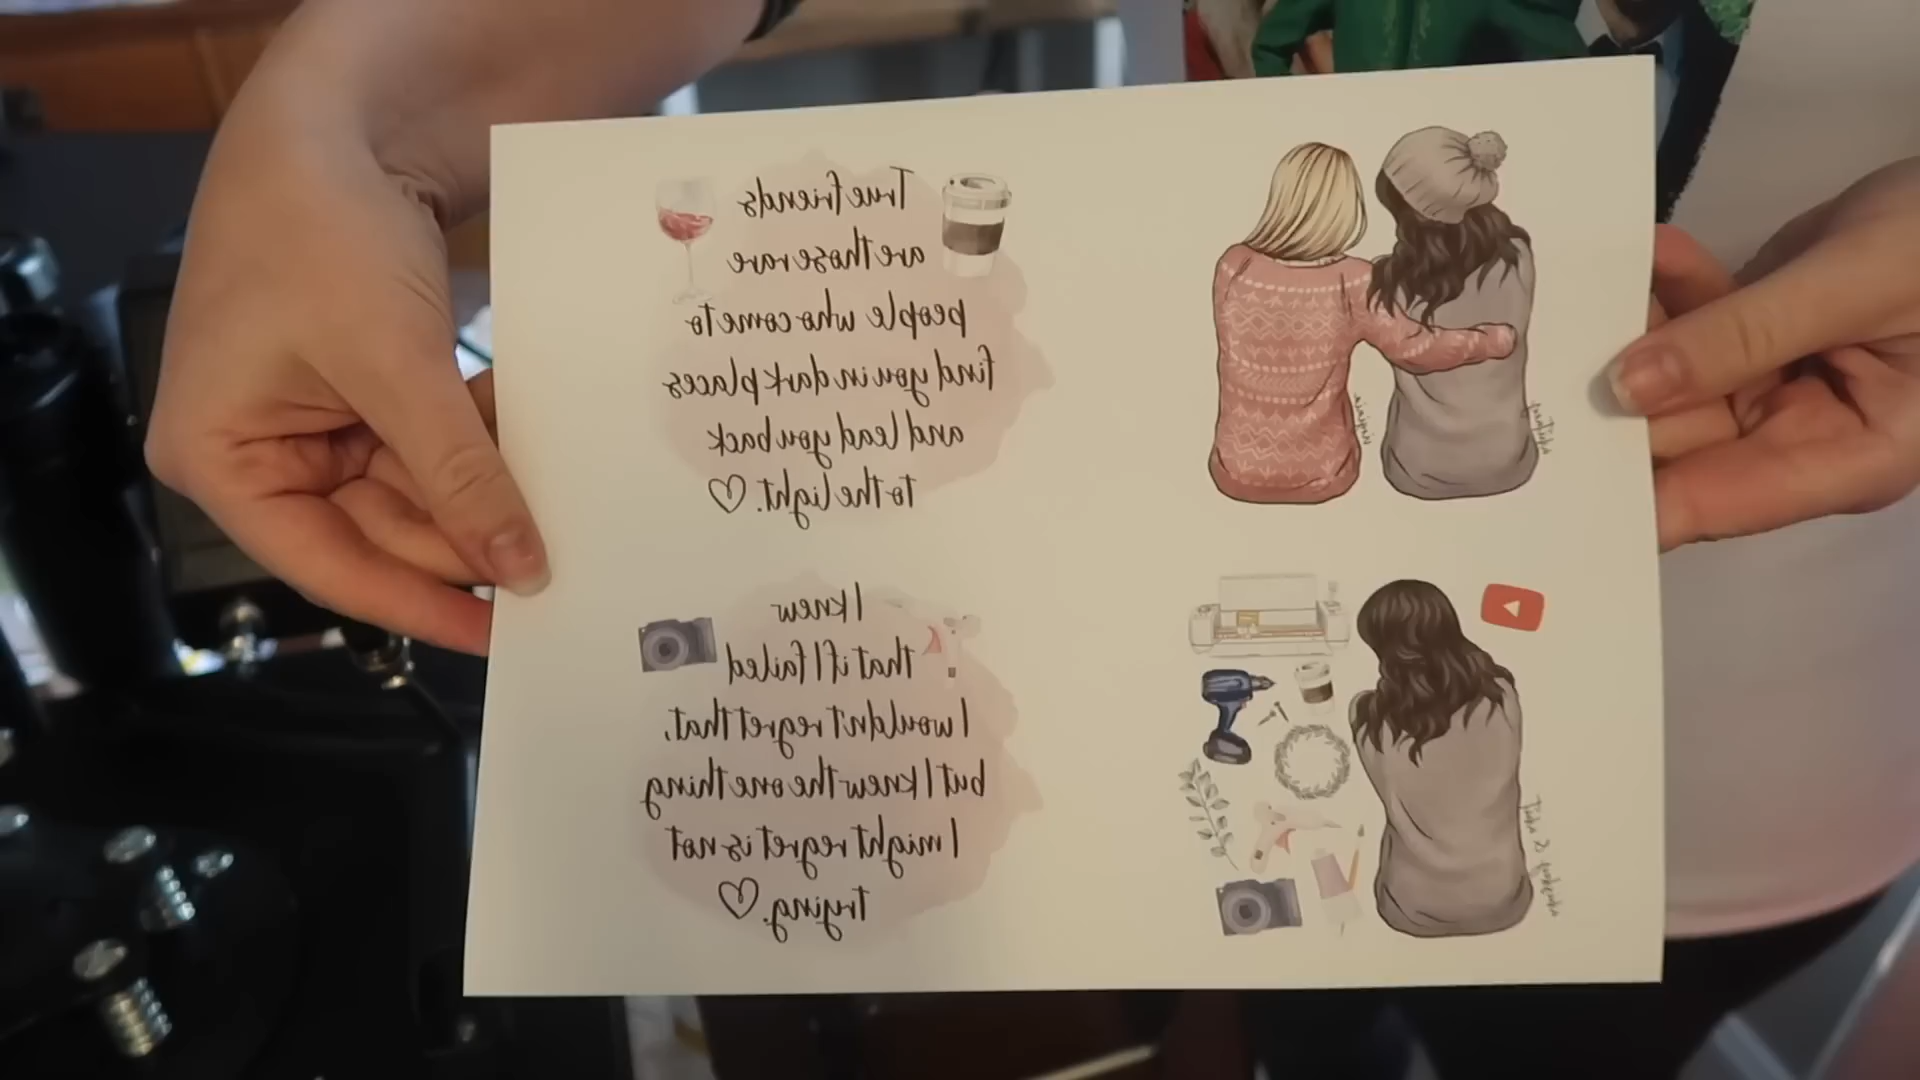 True friends
are those rare
people who come to
find you in dark places
and lead you back
to the light.
I knew
that if I failed
I wouldn't regret that,
but I knew the one thing
I might regret is not
trying.